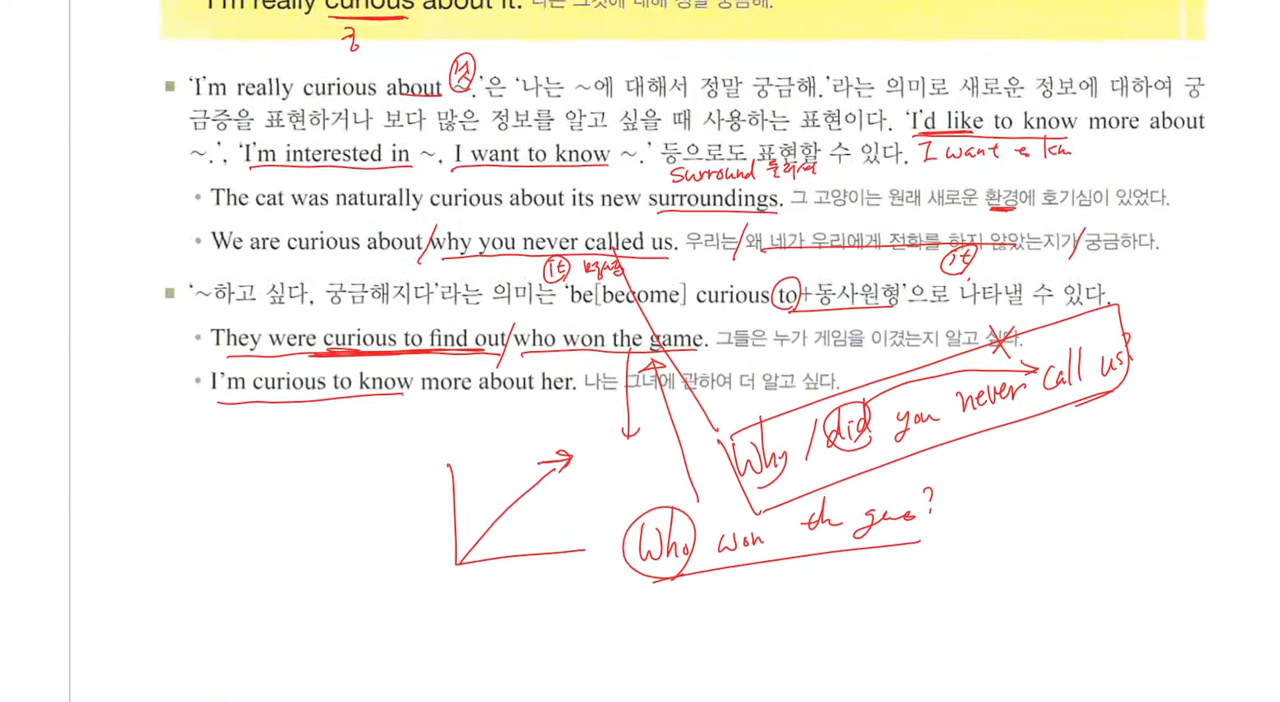 I'm really curious about it. 나는 그것에 대해 정말 궁금해.
궁
것
'I'm really curious about ~.'은 '나는 ~에 대해서 정말 궁금해.'라는 의미로 새로운 정보에 대하여 궁
금증을 표현하거나 보다 많은 정보를 알고 싶을 때 사용하는 표현이다. 'I'd like to know more about
~.', 'I'm interested in ~, I want to know ~.' 등으로도 표현할 수 있다. I want to kn
Surround 둘러싸
• The cat was naturally curious about its new surroundings. 그 고양이는 원래 새로운 환경에 호기심이 있었다.
• We are curious about / why you never called us. 우리는 / 왜 네가 우리에게 전화를 하지 않았는지가 / 궁금하다.
it it
'~하고 싶다, 궁금해지다'라는 의미는 'be[become] curious to+동사원형'으로 나타낼 수 있다.
• They were curious to find out / who won the game. 그들은 누가 게임을 이겼는지 알고 싶다.
• I'm curious to know more about her. 나는 그녀에 관하여 더 알고 싶다.
Why / did you never call us?
Who won the game?